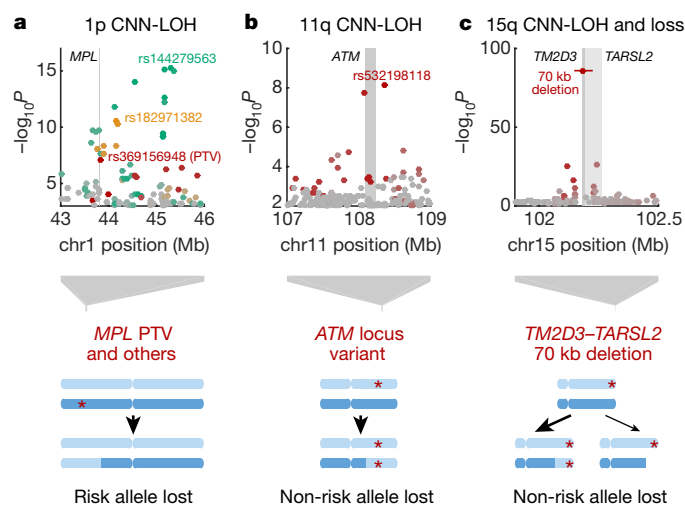 a 1p CNN-LOH
−log10P
15
10
5
MPL
rs144279563
rs182971382
rs369156948 (PTV)
43 44 45 46
chr1 position (Mb)
MPL PTV
and others
*
Risk allele lost
b 11q CNN-LOH
−log10P
10
8
6
4
2
ATM
rs532198118
107 108 109
chr11 position (Mb)
ATM locus
variant
*
*
*
Non-risk allele lost
c 15q CNN-LOH and loss
−log10P
100
50
0
TM2D3 TARSL2
70 kb
deletion
102 102.5
chr15 position (Mb)
TM2D3–TARSL2
70 kb deletion
*
* *
*
Non-risk allele lost